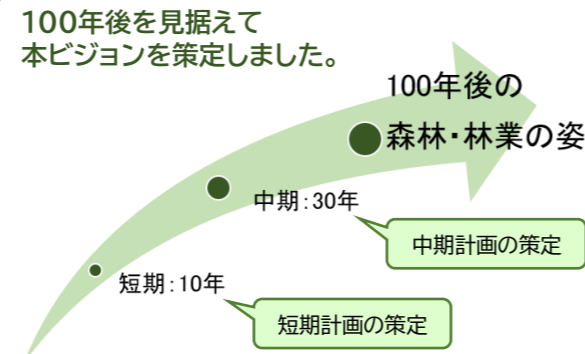 100年後を見据えて
本ビジョンを策定しました。
100年後の
森林・林業の姿
中期：30年
中期計画の策定
短期：10年
短期計画の策定